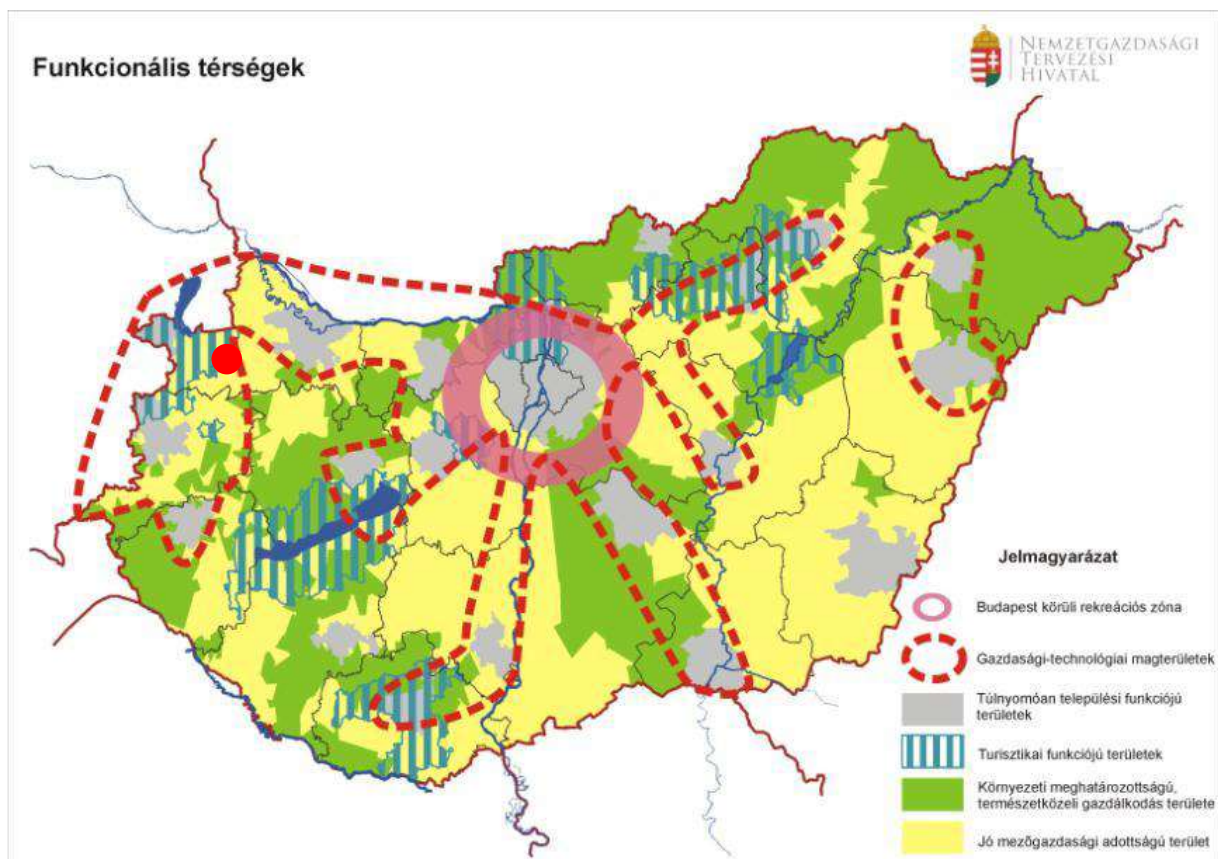 Funkcionális térségek
NEMZETGAZDASÁGI
TERVEZÉSI
HIVATAL
Jelmagyarázat
Budapest körüli rekreációs zóna
Gazdasági-technológiai magterületek
Túlnyomóan települési funkciójú
területek
Turisztikai funkciójú területek
Környezeti meghatározottságú,
természetközeli gazdálkodás területe
Jó mezőgazdasági adottságú terület